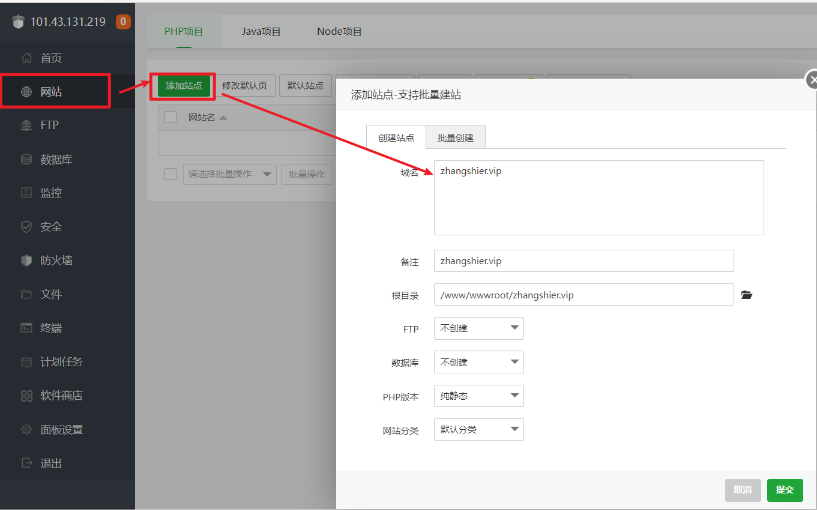 101.43.131.219 0
首页
网站
FTP
数据库
监控
安全
防火墙
文件
终端
计划任务
软件商店
面板设置
退出
PHP项目 Java项目 Node项目
添加站点 修改默认页 默认站点
网站名
请选择批量操作 批量操作
添加站点-支持批量建站
创建站点 批量创建
域名 zhangshier.vip
备注 zhangshier.vip
根目录 /www/wwwroot/zhangshier.vip
FTP 不创建
数据库 不创建
PHP版本 纯静态
网站分类 默认分类
取消 提交